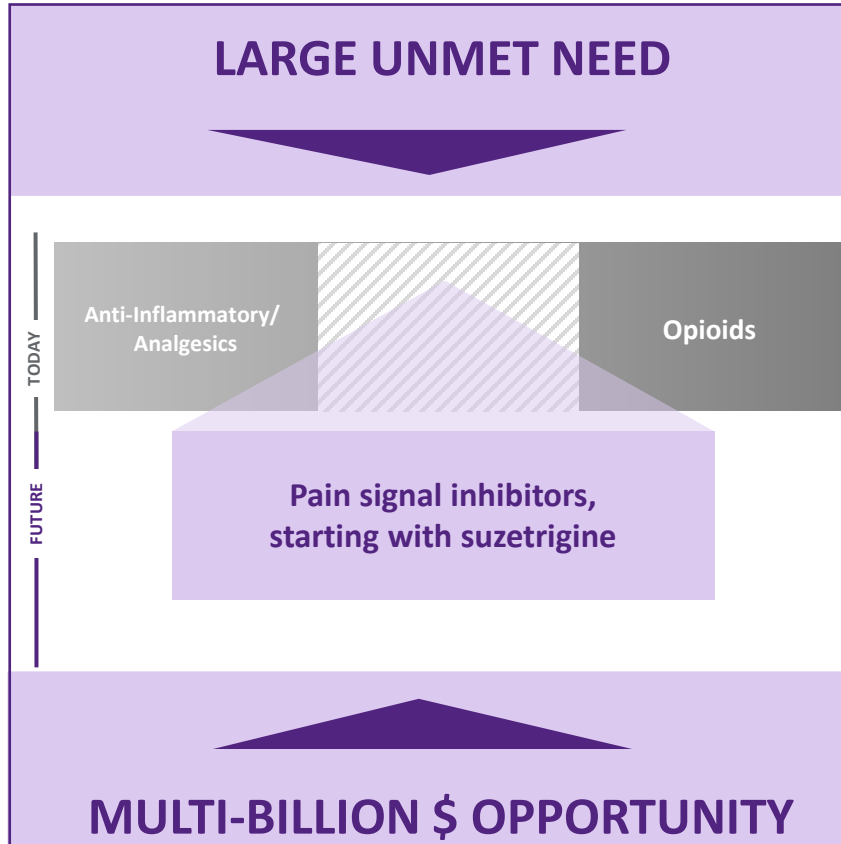 LARGE UNMET NEED
TODAY
Anti-Inflammatory/
Analgesics
Opioids
FUTURE
Pain signal inhibitors,
starting with suzetrigine
MULTI-BILLION $ OPPORTUNITY